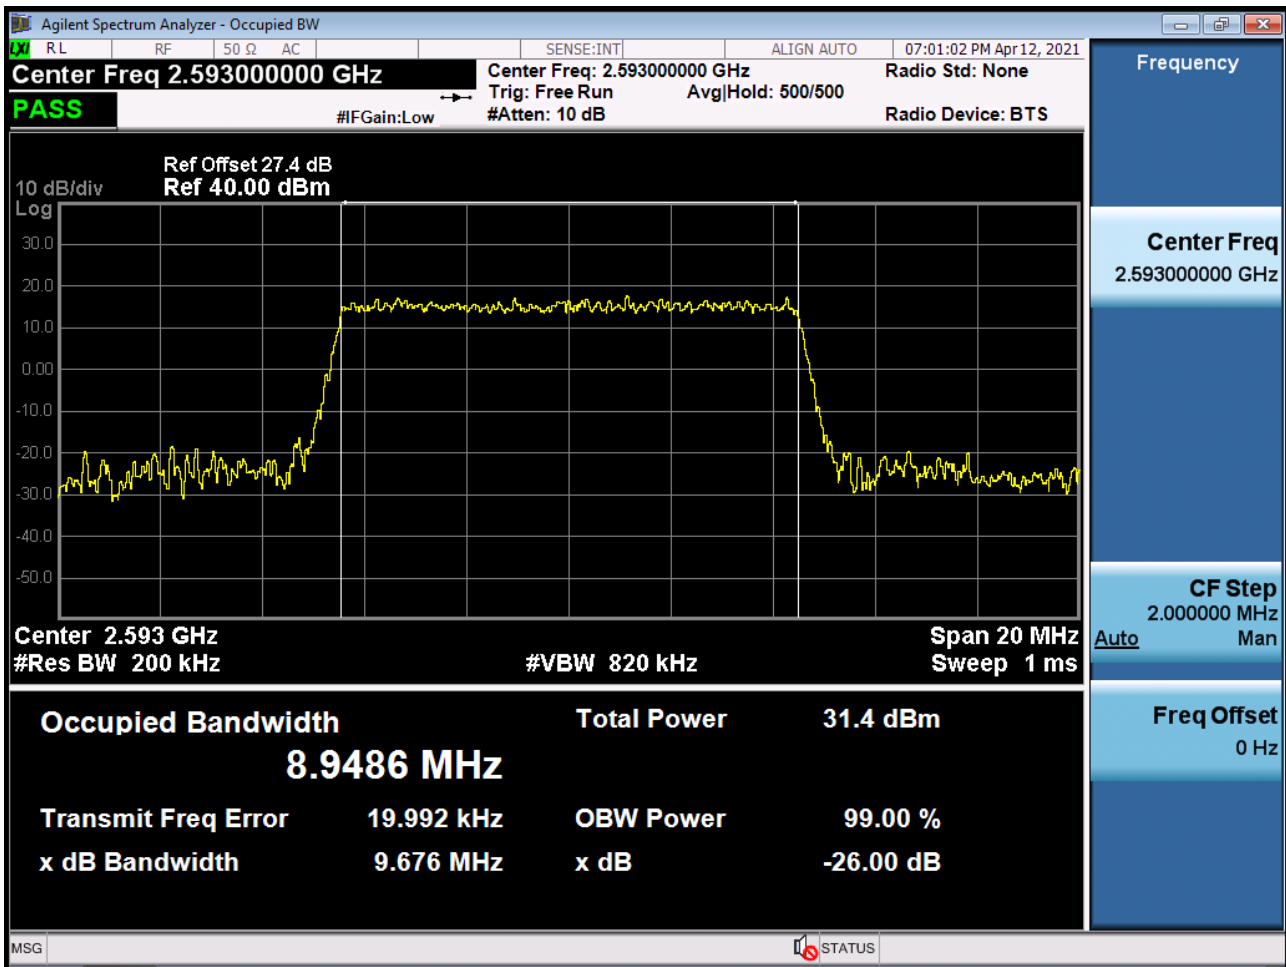 Agilent Spectrum Analyzer - Occupied BW
LXI RL RF 50 Ω AC SENSE:INT ALIGN AUTO 07:01:02 PM Apr 12, 2021
Center Freq 2.593000000 GHz
Center Freq: 2.593000000 GHz Radio Std: None
Trig: Free Run Avg|Hold: 500/500
PASS
#IFGain:Low #Atten: 10 dB Radio Device: BTS
Frequency
Ref Offset 27.4 dB
10 dB/div Ref 40.00 dBm
Log
30.0
20.0
10.0
0.00
-10.0
-20.0
-30.0
-40.0
-50.0
Center 2.593 GHz Span 20 MHz
#Res BW 200 kHz #VBW 820 kHz Sweep 1 ms
Center Freq
2.593000000 GHz
CF Step
2.000000 MHz
Auto Man
Freq Offset
0 Hz
Occupied Bandwidth Total Power 31.4 dBm
8.9486 MHz
Transmit Freq Error 19.992 kHz OBW Power 99.00 %
x dB Bandwidth 9.676 MHz x dB -26.00 dB
MSG STATUS